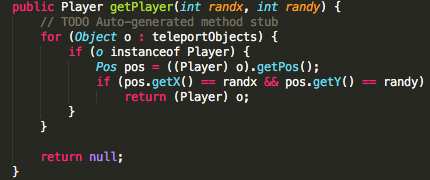 public Player getPlayer(int randx, int randy) {
    // TODO Auto-generated method stub
    for (Object o : teleportObjects) {
        if (o instanceof Player) {
            Pos pos = ((Player) o).getPos();
            if (pos.getX() == randx && pos.getY() == randy)
                return (Player) o;
        }
    }

    return null;
}